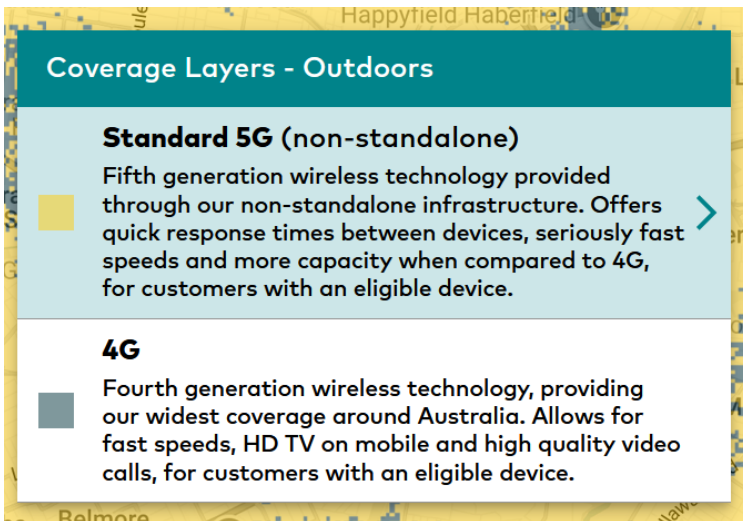 Happyfield Haberfield
Coverage Layers - Outdoors
Standard 5G (non-standalone)
Fifth generation wireless technology provided
through our non-standalone infrastructure. Offers
quick response times between devices, seriously fast
speeds and more capacity when compared to 4G,
for customers with an eligible device.
4G
Fourth generation wireless technology, providing
our widest coverage around Australia. Allows for
fast speeds, HD TV on mobile and high quality video
calls, for customers with an eligible device.
Belmore